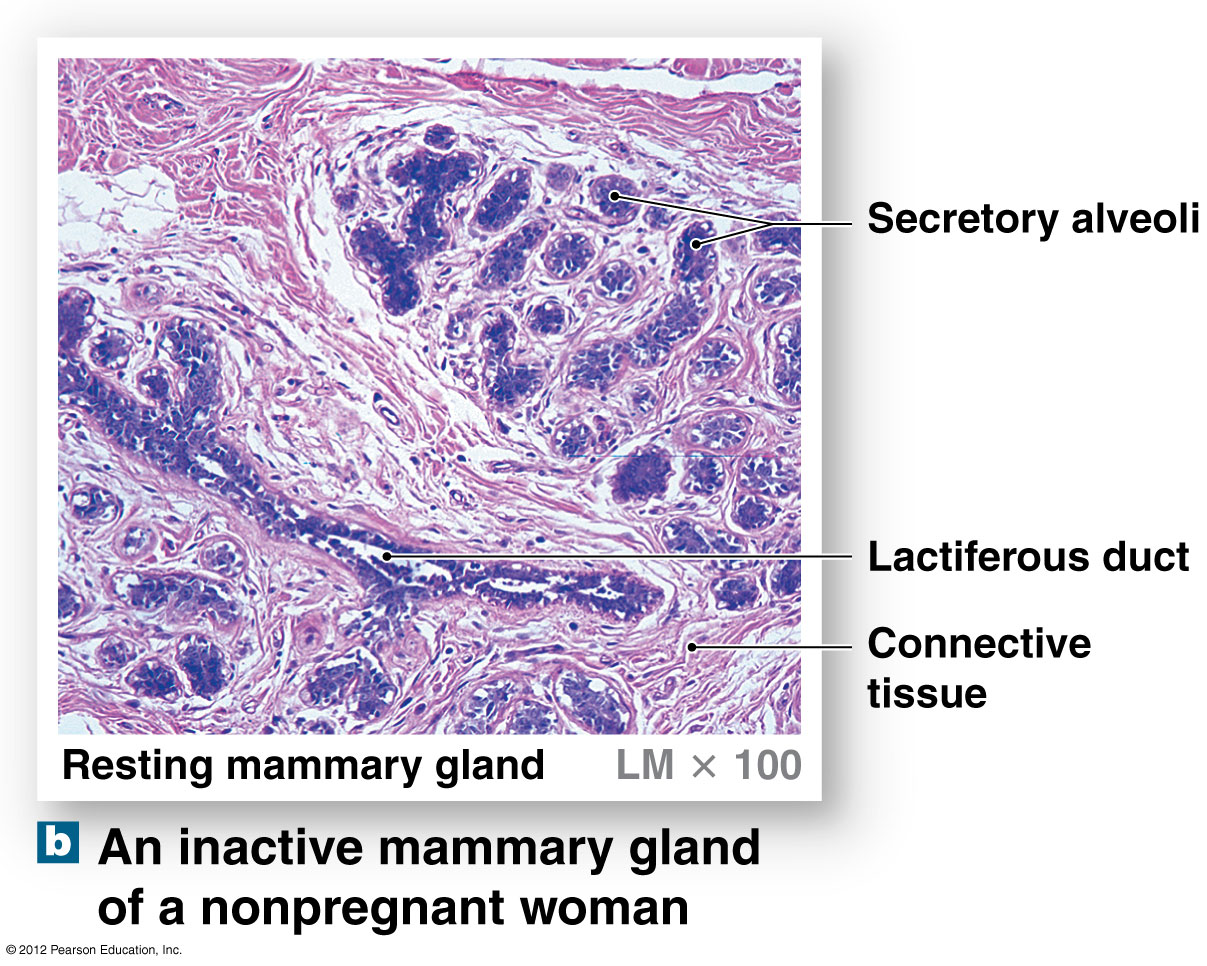 Secretory alveoli
Lactiferous duct
Connective
tissue
Resting mammary gland LM × 100
b An inactive mammary gland
of a nonpregnant woman
© 2012 Pearson Education, Inc.